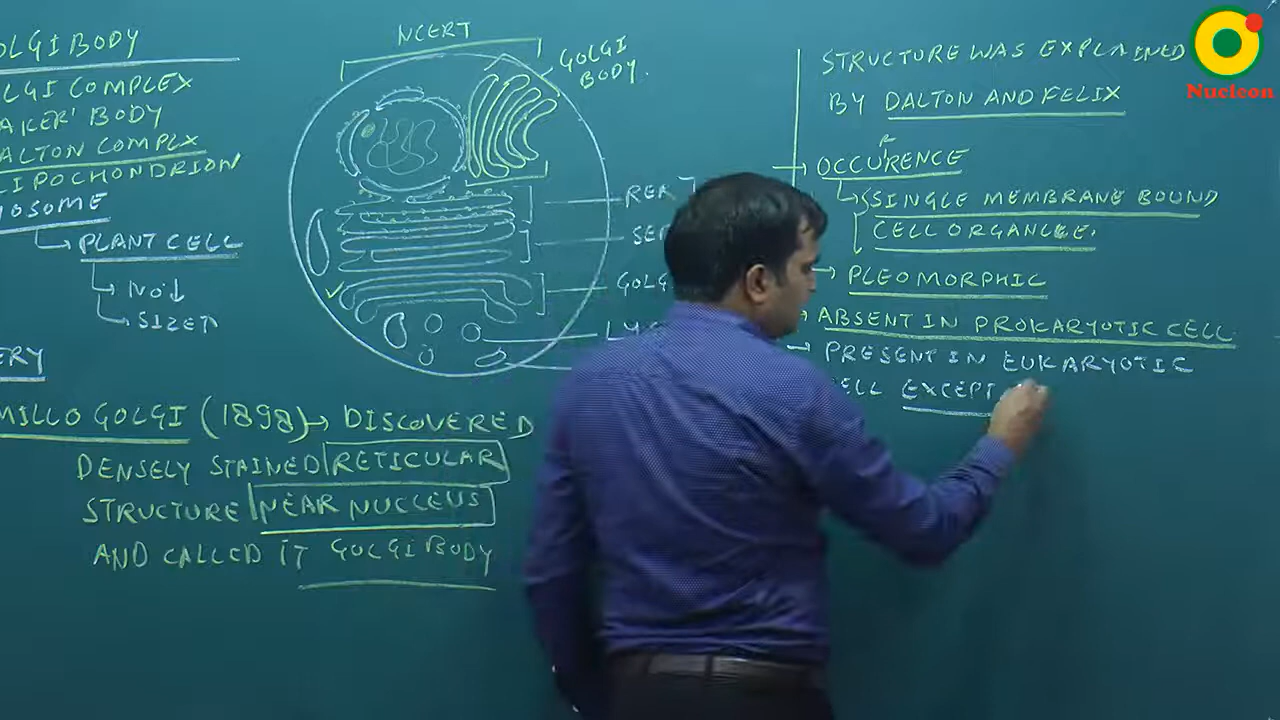 OLGI BODY
LGI COMPLEX
AKER' BODY
ALTON COMPLX
IPOCHONDRION
OSOME
PLANT CELL
NO↓
SIZE↑
ERY
MILLO GOLGI (1898)→ DISCOVERED
DENSELY STAINED RETICULAR
STRUCTURE NEAR NUCLEUS
AND CALLED IT GOLGI BODY
NCERT
GOLGI
BODY.
RER
SER
GOLG
LYS
STRUCTURE WAS EXPLAINED
BY DALTON AND FELIX
OCCURENCE
R
SINGLE MEMBRANE BOUND
CELL ORGANELLE.
PLEOMORPHIC
ABSENT IN PROKARYOTIC CELL.
PRESENT IN EUKARYOTIC
ELL EXCEPT
Nucleon